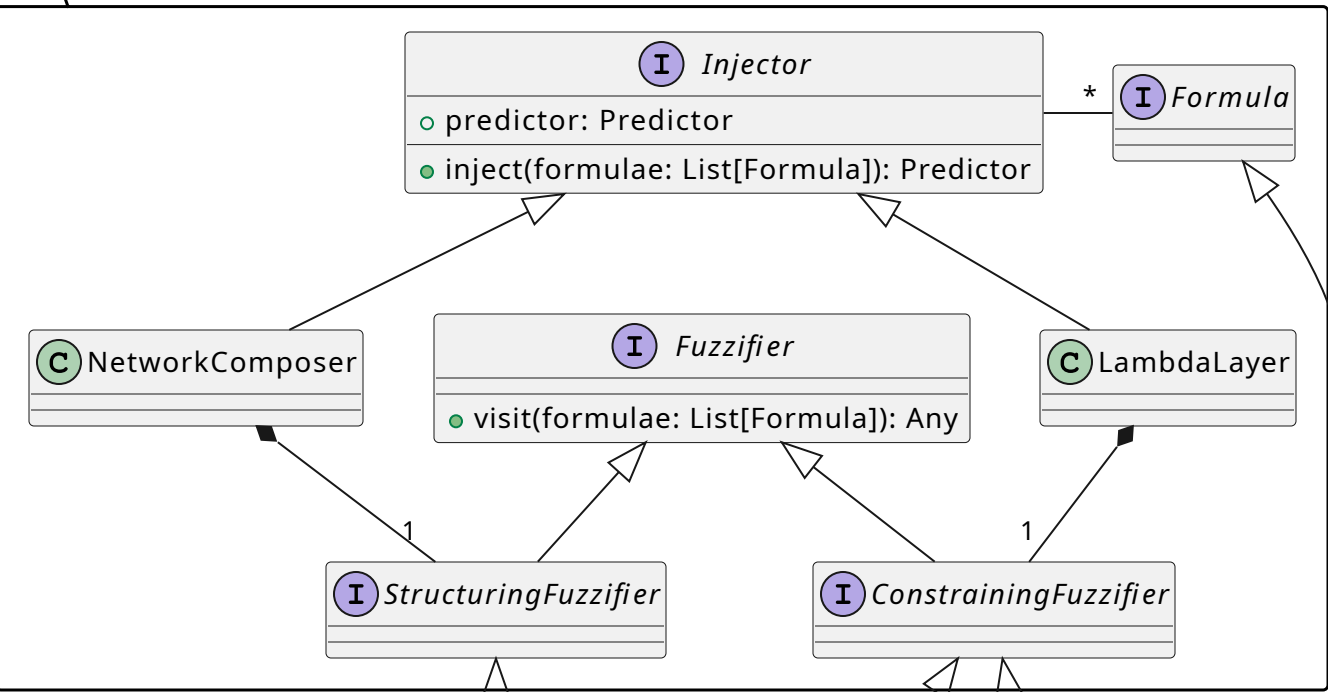 I Injector
* 
I Formula
predictor: Predictor
inject(formulae: List[Formula]): Predictor
C NetworkComposer
I Fuzzifier
C LambdaLayer
visit(formulae: List[Formula]): Any
1
1
I StructuringFuzzifier
I ConstrainingFuzzifier